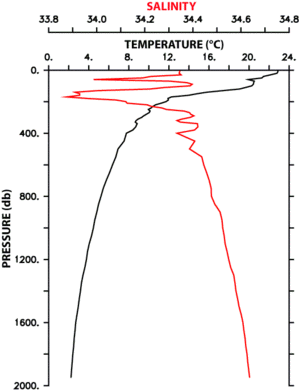 SALINITY
33.8 34.0 34.2 34.4 34.6 34.8
TEMPERATURE (°C)
0. 4. 8. 12. 16. 20. 24.
0.
400.
800.
1200.
1600.
2000
PRESSURE (db)